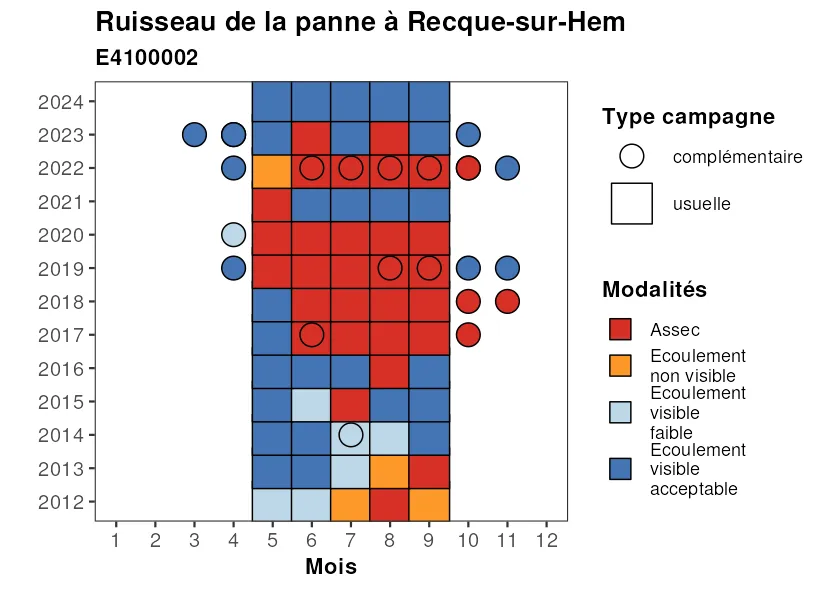 Ruisseau de la panne à Recque-sur-Hem
E4100002
2024
2023
2022
2021
2020
2019
2018
2017
2016
2015
2014
2013
2012
1 2 3 4 5 6 7 8 9 10 11 12
Mois
Type campagne
complémentaire
usuelle
Modalités
Assec
Ecoulement
non visible
Ecoulement
visible
faible
Ecoulement
visible
acceptable